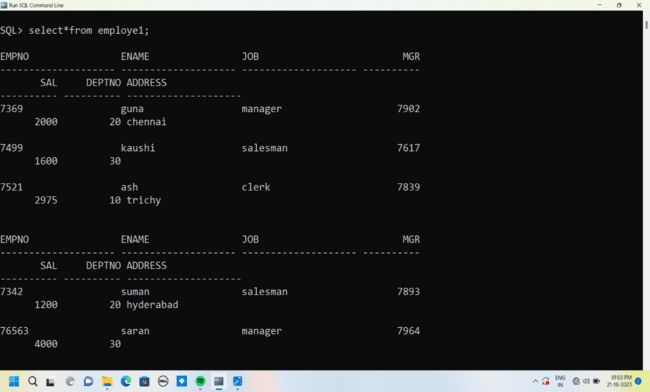 Run SQL Command Line
SQL> select*from employe1;
EMPNO ENAME JOB MGR
-------------------- -------------------- -------------------- ----------
SAL DEPTNO ADDRESS
---------- ---------- --------------------
7369 guna manager 7902
2000 20 chennai
7499 kaushi salesman 7617
1600 30
7521 ash clerk 7839
2975 10 trichy
EMPNO ENAME JOB MGR
-------------------- -------------------- -------------------- ----------
SAL DEPTNO ADDRESS
---------- ---------- --------------------
7342 suman salesman 7893
1200 20 hyderabad
76563 saran manager 7964
4000 30
ENG
IN
01:03 PM
21-10-2023